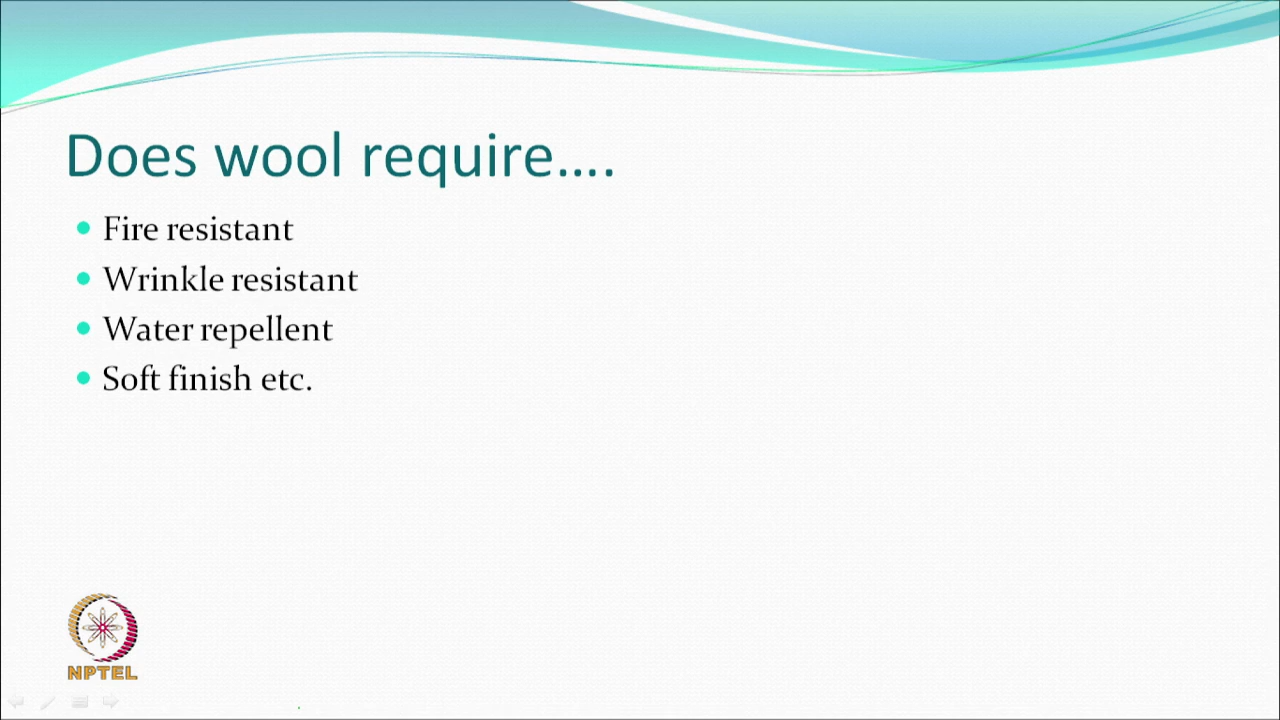 Does wool require….
Fire resistant
Wrinkle resistant
Water repellent
Soft finish etc.
NPTEL